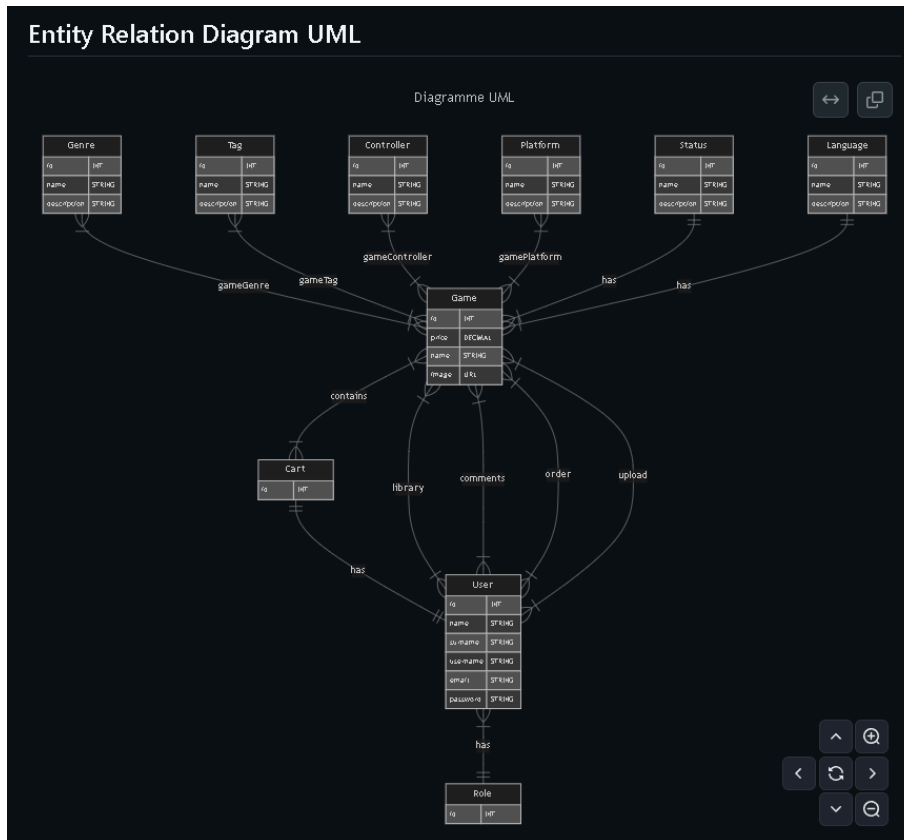 Entity Relation Diagram UML
Diagramme UML
Genre
id INT
name STRING
description STRING
Tag
id INT
name STRING
description STRING
Controller
id INT
name STRING
description STRING
Platform
id INT
name STRING
description STRING
Status
id INT
name STRING
description STRING
Language
id INT
name STRING
description STRING
gameGenre
gameTag
gameController
gamePlatform
has
has
Game
id INT
price DECIMAL
name STRING
image URL
contains
library
comments
order
upload
Cart
id INT
has
User
id INT
name STRING
surname STRING
username STRING
email STRING
password STRING
has
Role
id INT